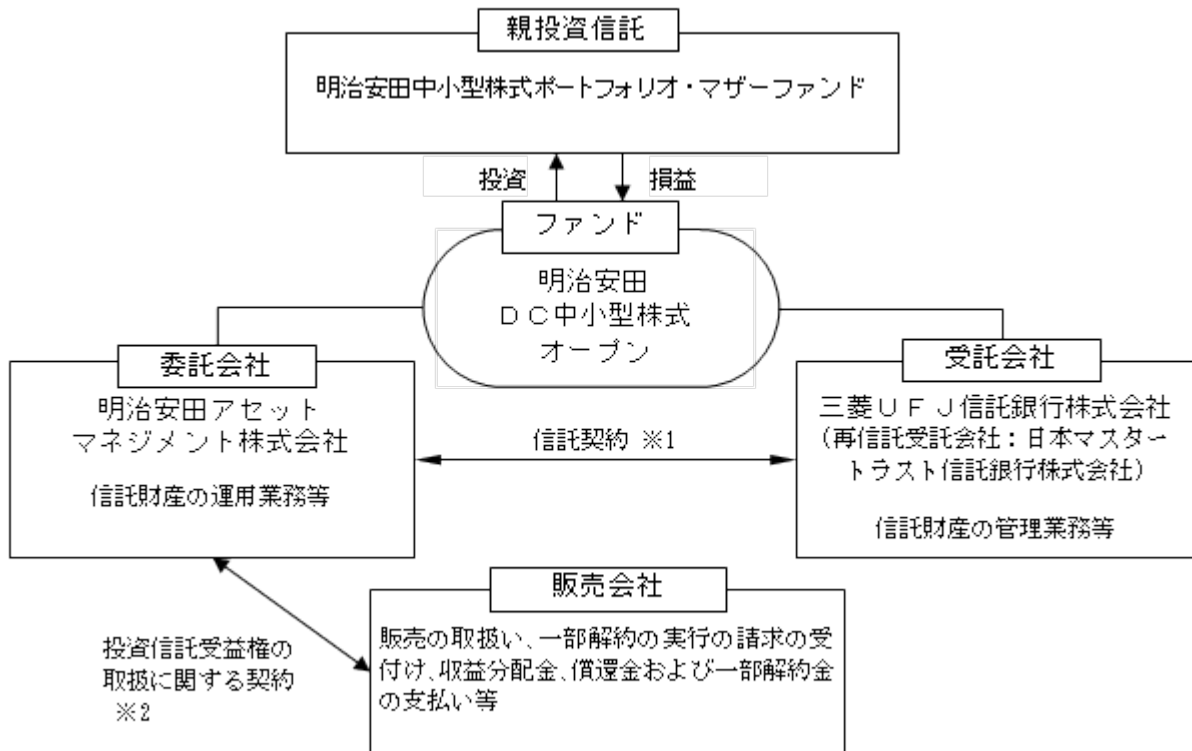 親投資信託
明治安田中小型株式ポートフォリオ・マザーファンド
投資
損益
ファンド
明治安田
ＤＣ中小型株式
オープン
委託会社
明治安田アセット
マネジメント株式会社
信託財産の運用業務等
信託契約 ※1
受託会社
三菱ＵＦＪ信託銀行株式会社
（再信託受託会社：日本マスター
トラスト信託銀行株式会社）
信託財産の管理業務等
投資信託受益権の
取扱に関する契約
※2
販売会社
販売の取扱い、一部解約の実行の請求の受
付け、収益分配金、償還金および一部解約金
の支払い等